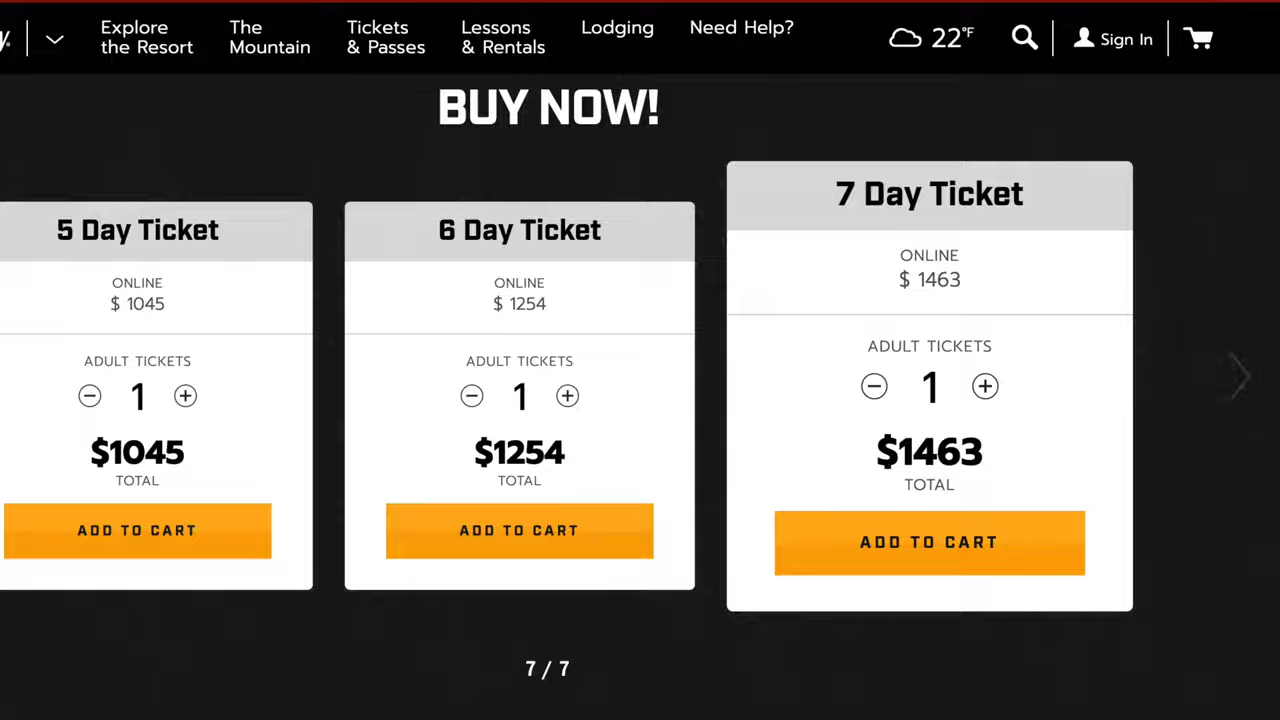 y.
Explore
the Resort
The
Mountain
Tickets
& Passes
Lessons
& Rentals
Lodging
Need Help?
22°F
Sign In
BUY NOW!
5 Day Ticket
ONLINE
$ 1045
ADULT TICKETS
1
$1045
TOTAL
ADD TO CART
6 Day Ticket
ONLINE
$ 1254
ADULT TICKETS
1
$1254
TOTAL
ADD TO CART
7 Day Ticket
ONLINE
$ 1463
ADULT TICKETS
1
$1463
TOTAL
ADD TO CART
7 / 7